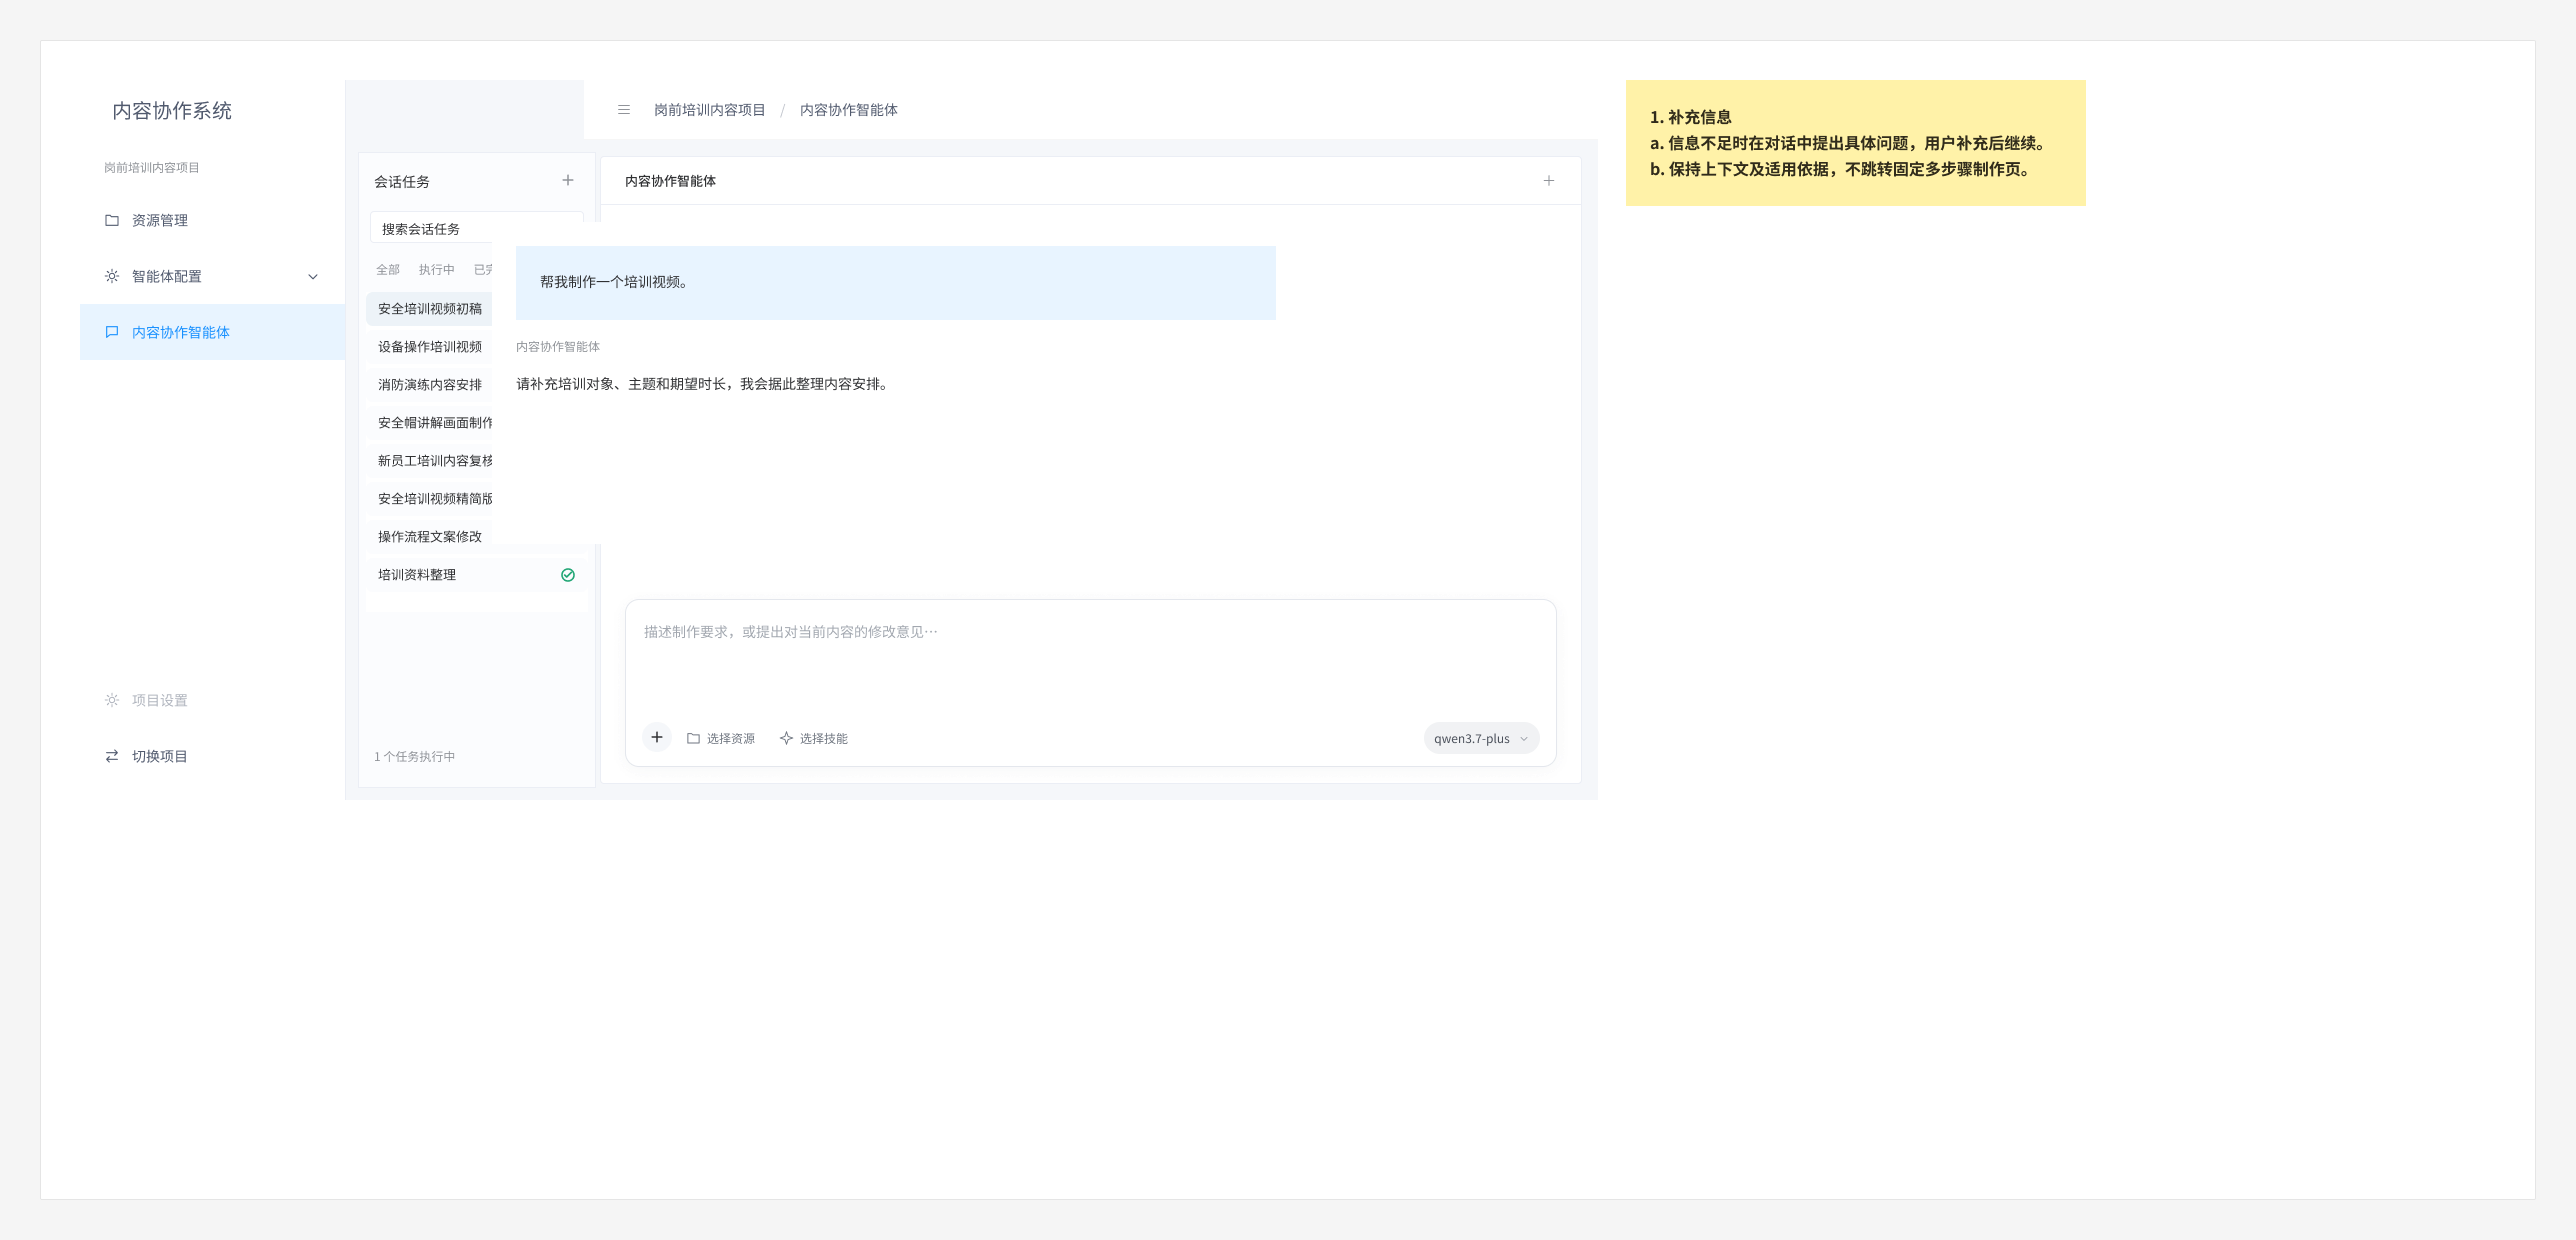 内容协作系统
岗前培训内容项目
资源管理
智能体配置
内容协作智能体
项目设置
切换项目
岗前培训内容项目 / 内容协作智能体
会话任务
搜索会话任务
全部 执行中 已完
安全培训视频初稿
设备操作培训视频
消防演练内容安排
安全帽讲解画面制作
新员工培训内容复核
安全培训视频精简版
操作流程文案修改
培训资料整理
1 个任务执行中
内容协作智能体
帮我制作一个培训视频。
内容协作智能体
请补充培训对象、主题和期望时长，我会据此整理内容安排。
描述制作要求，或提出对当前内容的修改意见…
选择资源 选择技能 qwen3.7-plus
1. 补充信息
a. 信息不足时在对话中提出具体问题，用户补充后继续。
b. 保持上下文及适用依据，不跳转固定多步骤制作页。